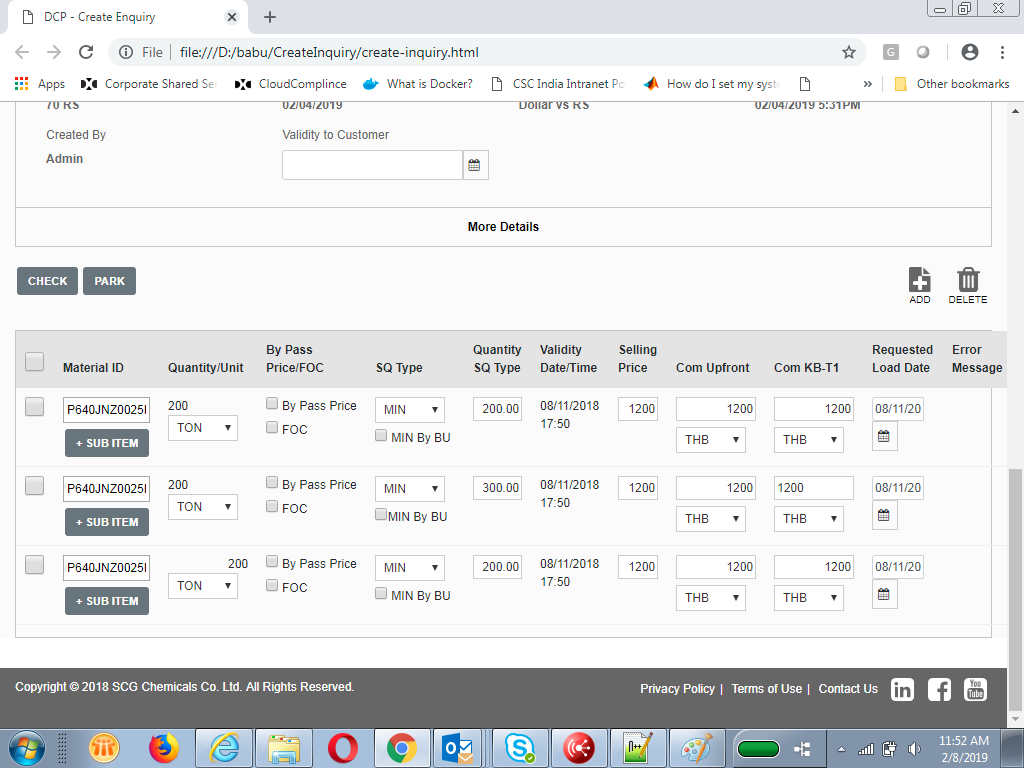 DCP - Create Enquiry
File file:///D:/babu/CreateInquiry/create-inquiry.html G
Apps Corporate Shared Ser CloudComplince What is Docker? CSC India Intranet Po How do I set my syste » Other bookmarks
70 RS 02/04/2019 Dollar vs RS 02/04/2019 5:31PM
Created By Validity to Customer
Admin
More Details
CHECK PARK
ADD DELETE
By Pass Quantity Validity Selling Requested Error
Material ID Quantity/Unit Price/FOC SQ Type SQ Type Date/Time Price Com Upfront Com KB-T1 Load Date Message
P640JNZ0025I 200 By Pass Price MIN 200.00 08/11/2018 1200 1200 1200 08/11/20
17:50
TON FOC
+ SUB ITEM MIN By BU THB THB
P640JNZ0025I 200 By Pass Price MIN 300.00 08/11/2018 1200 1200 1200 08/11/20
17:50
TON FOC
+ SUB ITEM MIN By BU THB THB
P640JNZ0025I 200 By Pass Price MIN 200.00 08/11/2018 1200 1200 1200 08/11/20
17:50
TON FOC
+ SUB ITEM MIN By BU THB THB
Copyright © 2018 SCG Chemicals Co. Ltd. All Rights Reserved. Privacy Policy | Terms of Use | Contact Us in f You Tube
11:52 AM
2/8/2019